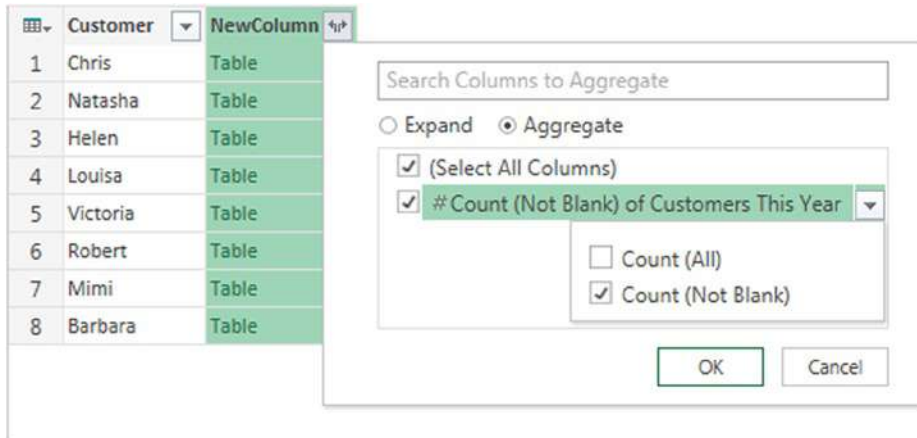 Customer NewColumn
1 Chris Table
2 Natasha Table
3 Helen Table
4 Louisa Table
5 Victoria Table
6 Robert Table
7 Mimi Table
8 Barbara Table
Search Columns to Aggregate
Expand Aggregate
(Select All Columns)
# Count (Not Blank) of Customers This Year
Count (All)
Count (Not Blank)
OK Cancel